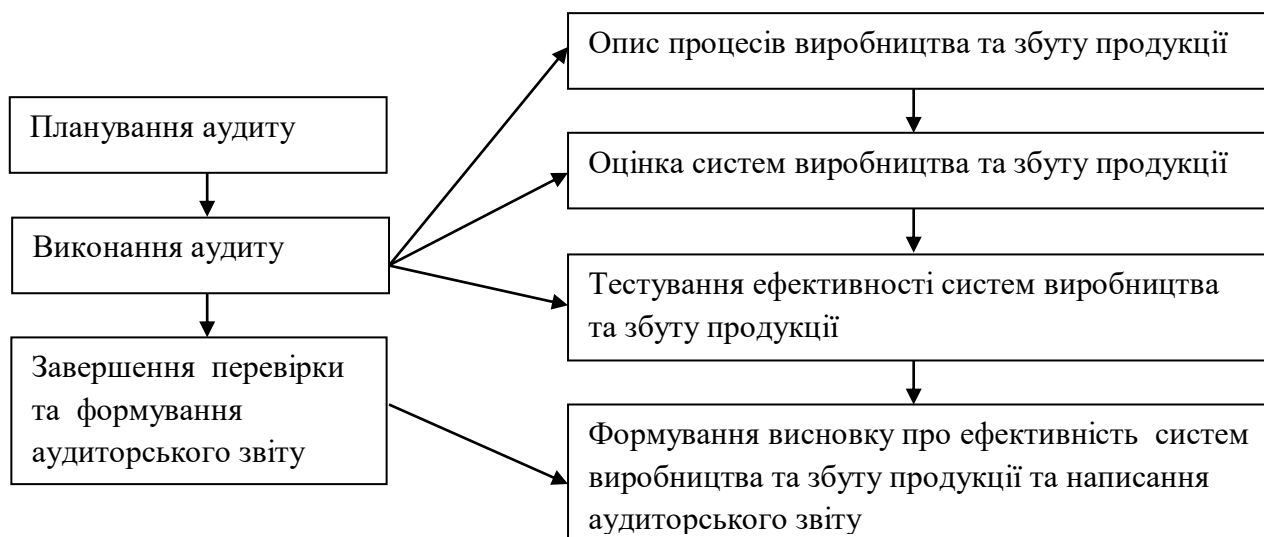 Планування аудиту
Виконання аудиту
Завершення перевірки
та формування
аудиторського звіту
Опис процесів виробництва та збуту продукції
Оцінка систем виробництва та збуту продукції
Тестування ефективності систем виробництва
та збуту продукції
Формування висновку про ефективність систем
виробництва та збуту продукції та написання
аудиторського звіту